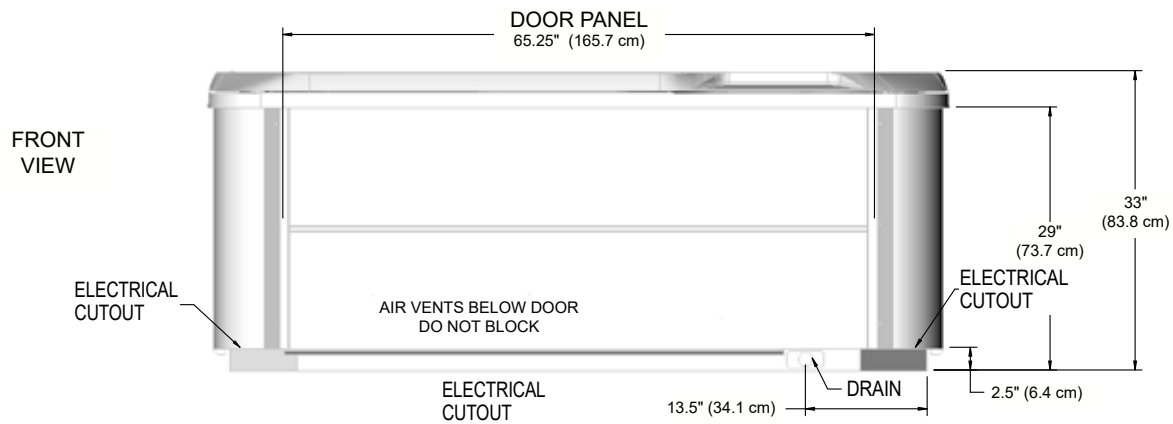 DOOR PANEL
65.25" (165.7 cm)
FRONT
VIEW
33"
(83.8 cm)
29"
(73.7 cm)
ELECTRICAL
CUTOUT
ELECTRICAL
CUTOUT
AIR VENTS BELOW DOOR
DO NOT BLOCK
ELECTRICAL
CUTOUT
DRAIN
13.5" (34.1 cm)
2.5" (6.4 cm)